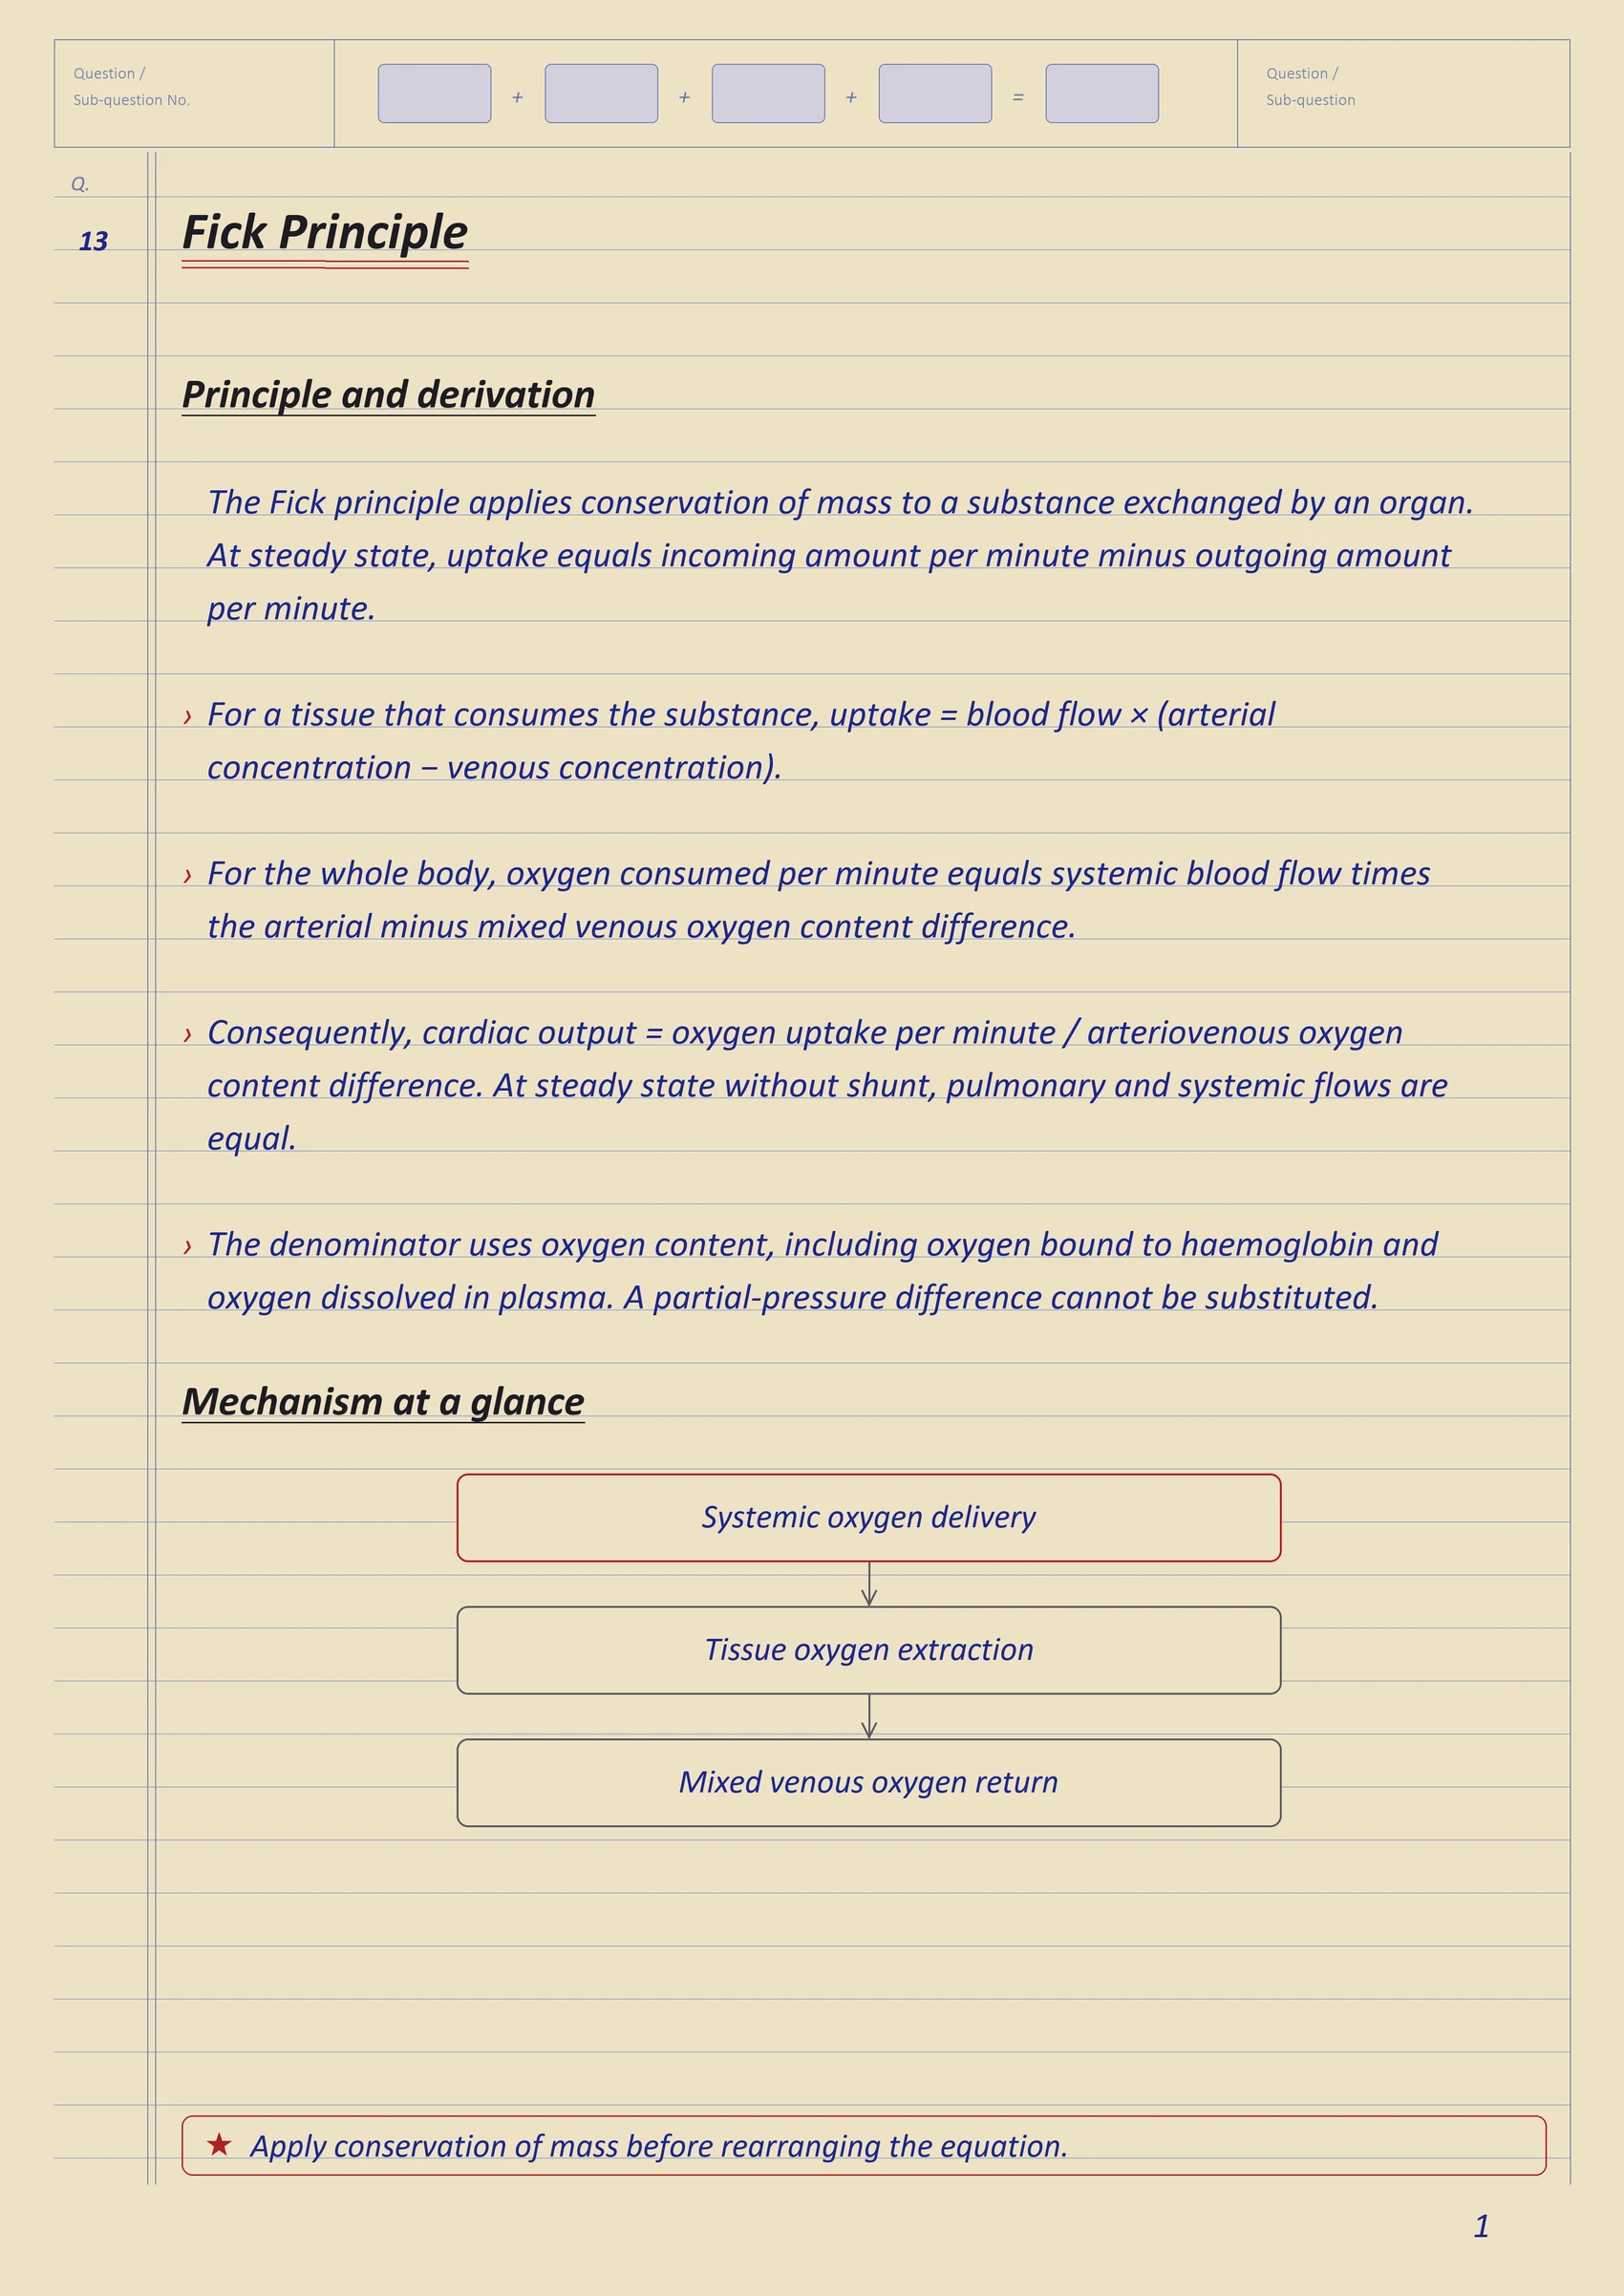 Question /
Sub-question No.
+ + + =
Question /
Sub-question
Q.
13
Fick Principle
Principle and derivation
The Fick principle applies conservation of mass to a substance exchanged by an organ.
At steady state, uptake equals incoming amount per minute minus outgoing amount
per minute.
› For a tissue that consumes the substance, uptake = blood flow × (arterial
concentration − venous concentration).
› For the whole body, oxygen consumed per minute equals systemic blood flow times
the arterial minus mixed venous oxygen content difference.
› Consequently, cardiac output = oxygen uptake per minute / arteriovenous oxygen
content difference. At steady state without shunt, pulmonary and systemic flows are
equal.
› The denominator uses oxygen content, including oxygen bound to haemoglobin and
oxygen dissolved in plasma. A partial-pressure difference cannot be substituted.
Mechanism at a glance
Systemic oxygen delivery
Tissue oxygen extraction
Mixed venous oxygen return
★ Apply conservation of mass before rearranging the equation.
1